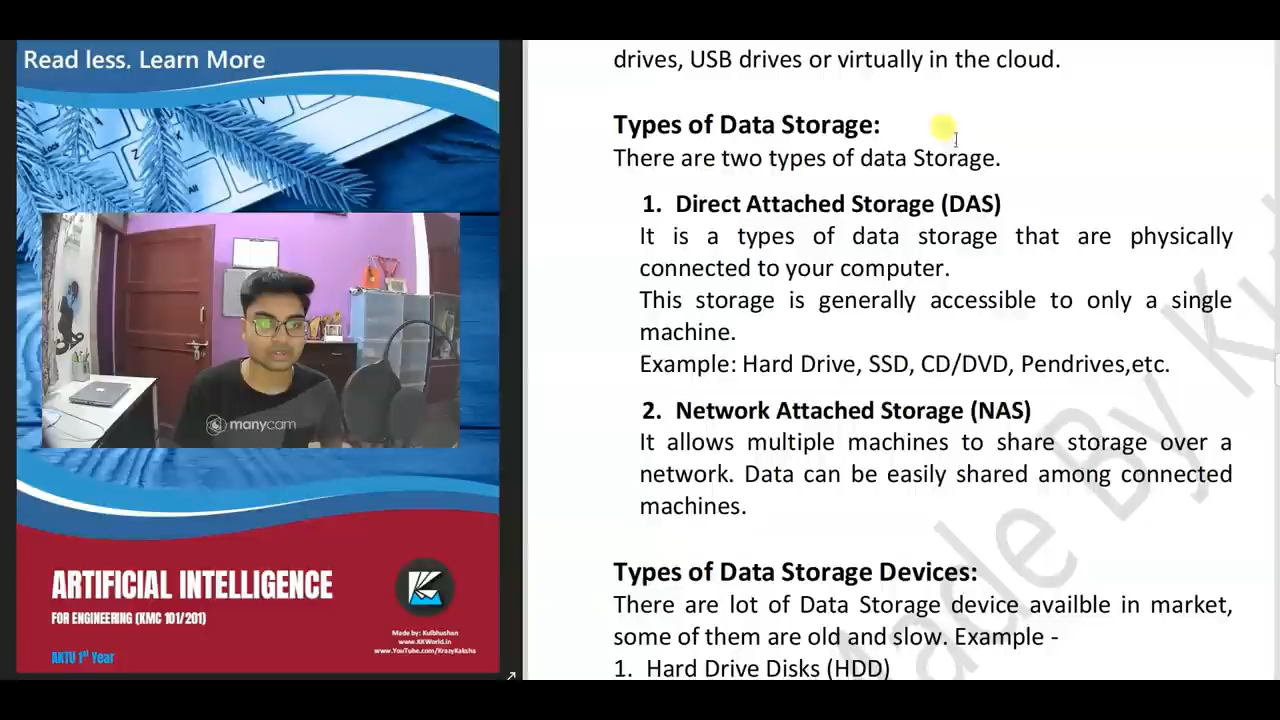 Read less. Learn More
manycam
ARTIFICIAL INTELLIGENCE
FOR ENGINEERING (KMC 101/201)
AKTU 1st Year
Made by: Kulbhushan
www.KKWorld.in
www.YouTube.com/KrazyKaksha
drives, USB drives or virtually in the cloud.
Types of Data Storage:
There are two types of data Storage.
1. Direct Attached Storage (DAS)
It is a types of data storage that are physically
connected to your computer.
This storage is generally accessible to only a single
machine.
Example: Hard Drive, SSD, CD/DVD, Pendrives,etc.
2. Network Attached Storage (NAS)
It allows multiple machines to share storage over a
network. Data can be easily shared among connected
machines.
Types of Data Storage Devices:
There are lot of Data Storage device availble in market,
some of them are old and slow. Example -
1. Hard Drive Disks (HDD)